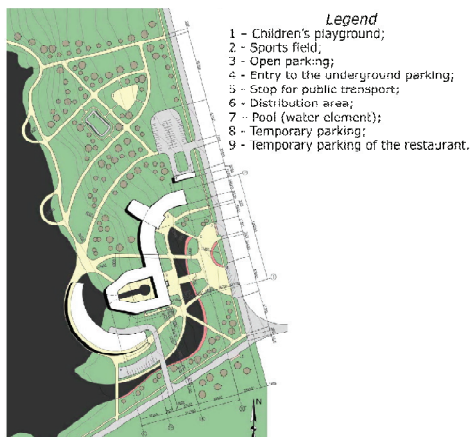 Legend
1 - Children's playground;
2 - Sports field;
3 - Open parking;
4 - Entry to the underground parking;
5 - Stop for public transport;
6 - Distribution area;
7 - Pool (water element);
8 - Temporary parking;
9 - Temporary parking of the restaurant.
N